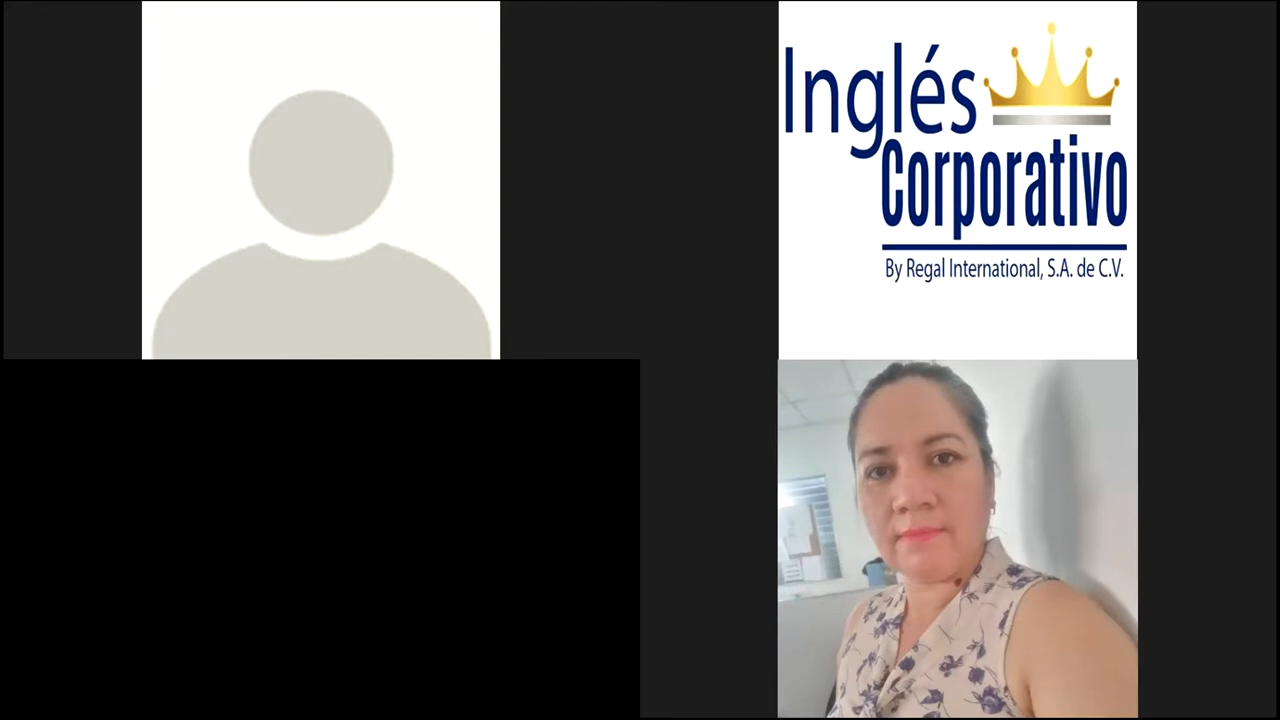 Inglés
Corporativo
By Regal International, S.A. de C.V.